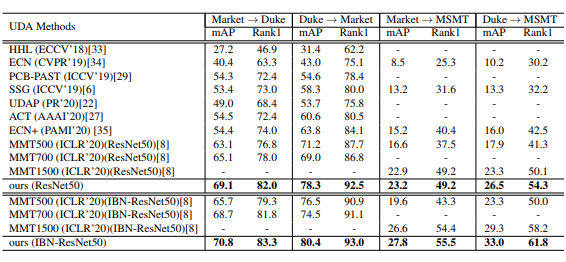 UDA Methods Market → Duke Duke → Market Market → MSMT Duke → MSMT
mAP Rank1 mAP Rank1 mAP Rank1 mAP Rank1
HHL (ECCV'18)[33] 27.2 46.9 31.4 62.2 - - - -
ECN (CVPR'19)[34] 40.4 63.3 43.0 75.1 8.5 25.3 10.2 30.2
PCB-PAST (ICCV'19)[29] 54.3 72.4 54.6 78.4 - - - -
SSG (ICCV'19)[6] 53.4 73.0 58.3 80.0 13.2 31.6 13.3 32.2
UDAP (PR'20)[22] 49.0 68.4 53.7 75.8 - - - -
ACT (AAAI'20)[27] 54.5 72.4 60.6 80.5 - - - -
ECN+ (PAMI'20) [35] 54.4 74.0 63.8 84.1 15.2 40.4 16.0 42.5
MMT500 (ICLR'20)(ResNet50)[8] 63.1 76.8 71.2 87.7 16.6 37.5 17.9 41.3
MMT700 (ICLR'20)(ResNet50)[8] 65.1 78.0 69.0 86.8 - - - -
MMT1500 (ICLR'20)(ResNet50)[8] - - - - 22.9 49.2 23.3 50.1
ours (ResNet50) 69.1 82.0 78.3 92.5 23.2 49.2 26.5 54.3
MMT500 (ICLR'20)(IBN-ResNet50)[8] 65.7 79.3 76.5 90.9 19.6 43.3 23.3 50.0
MMT700 (ICLR'20)(IBN-ResNet50)[8] 68.7 81.8 74.5 91.1 - - - -
MMT1500 (ICLR'20)(IBN-ResNet50)[8] - - - - 26.6 54.4 29.3 58.2
ours (IBN-ResNet50) 70.8 83.3 80.4 93.0 27.8 55.5 33.0 61.8